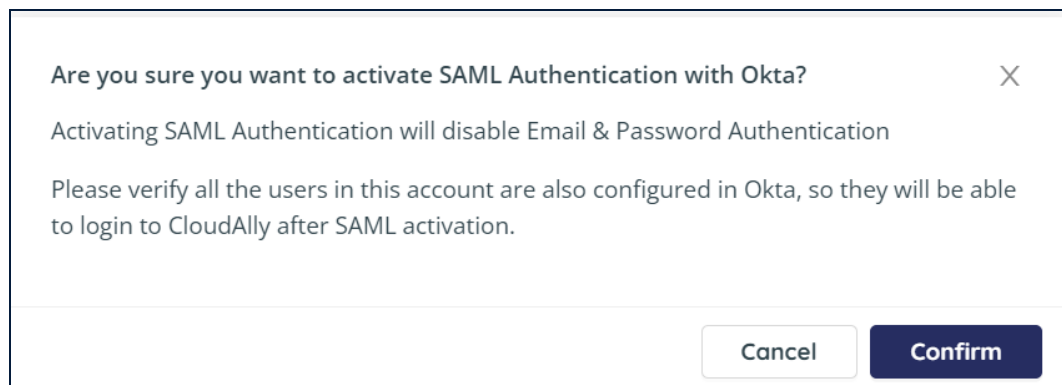 Are you sure you want to activate SAML Authentication with Okta?
X
Activating SAML Authentication will disable Email & Password Authentication
Please verify all the users in this account are also configured in Okta, so they will be able
to login to CloudAlly after SAML activation.
Cancel
Confirm